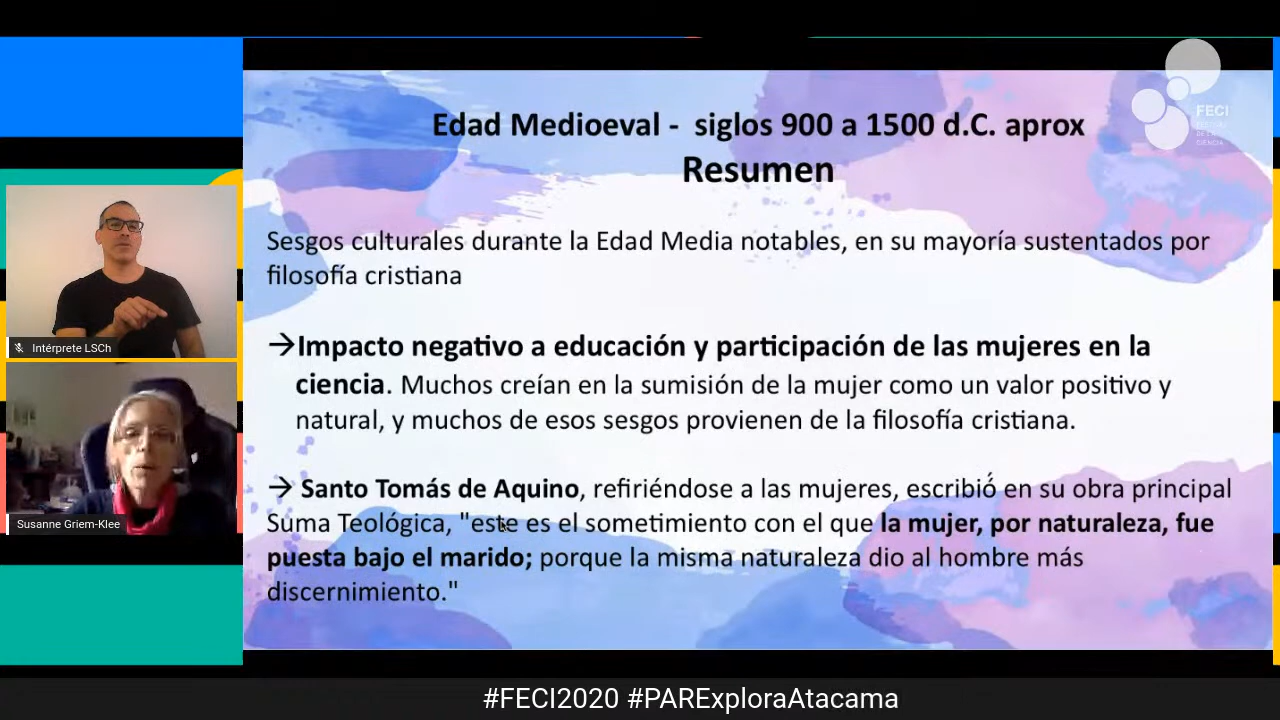 Edad Medioeval - siglos 900 a 1500 d.C. aprox
Resumen
FECI
FESTIVAL
DE LA
CIENCIA
Sesgos culturales durante la Edad Media notables, en su mayoría sustentados por
filosofía cristiana
→Impacto negativo a educación y participación de las mujeres en la
ciencia. Muchos creían en la sumisión de la mujer como un valor positivo y
natural, y muchos de esos sesgos provienen de la filosofía cristiana.
→ Santo Tomás de Aquino, refiriéndose a las mujeres, escribió en su obra principal
Suma Teológica, "este es el sometimiento con el que la mujer, por naturaleza, fue
puesta bajo el marido; porque la misma naturaleza dio al hombre más
discernimiento."
Intérprete LSCh
Susanne Griem-Klee
#FECI2020 #PARExploraAtacama